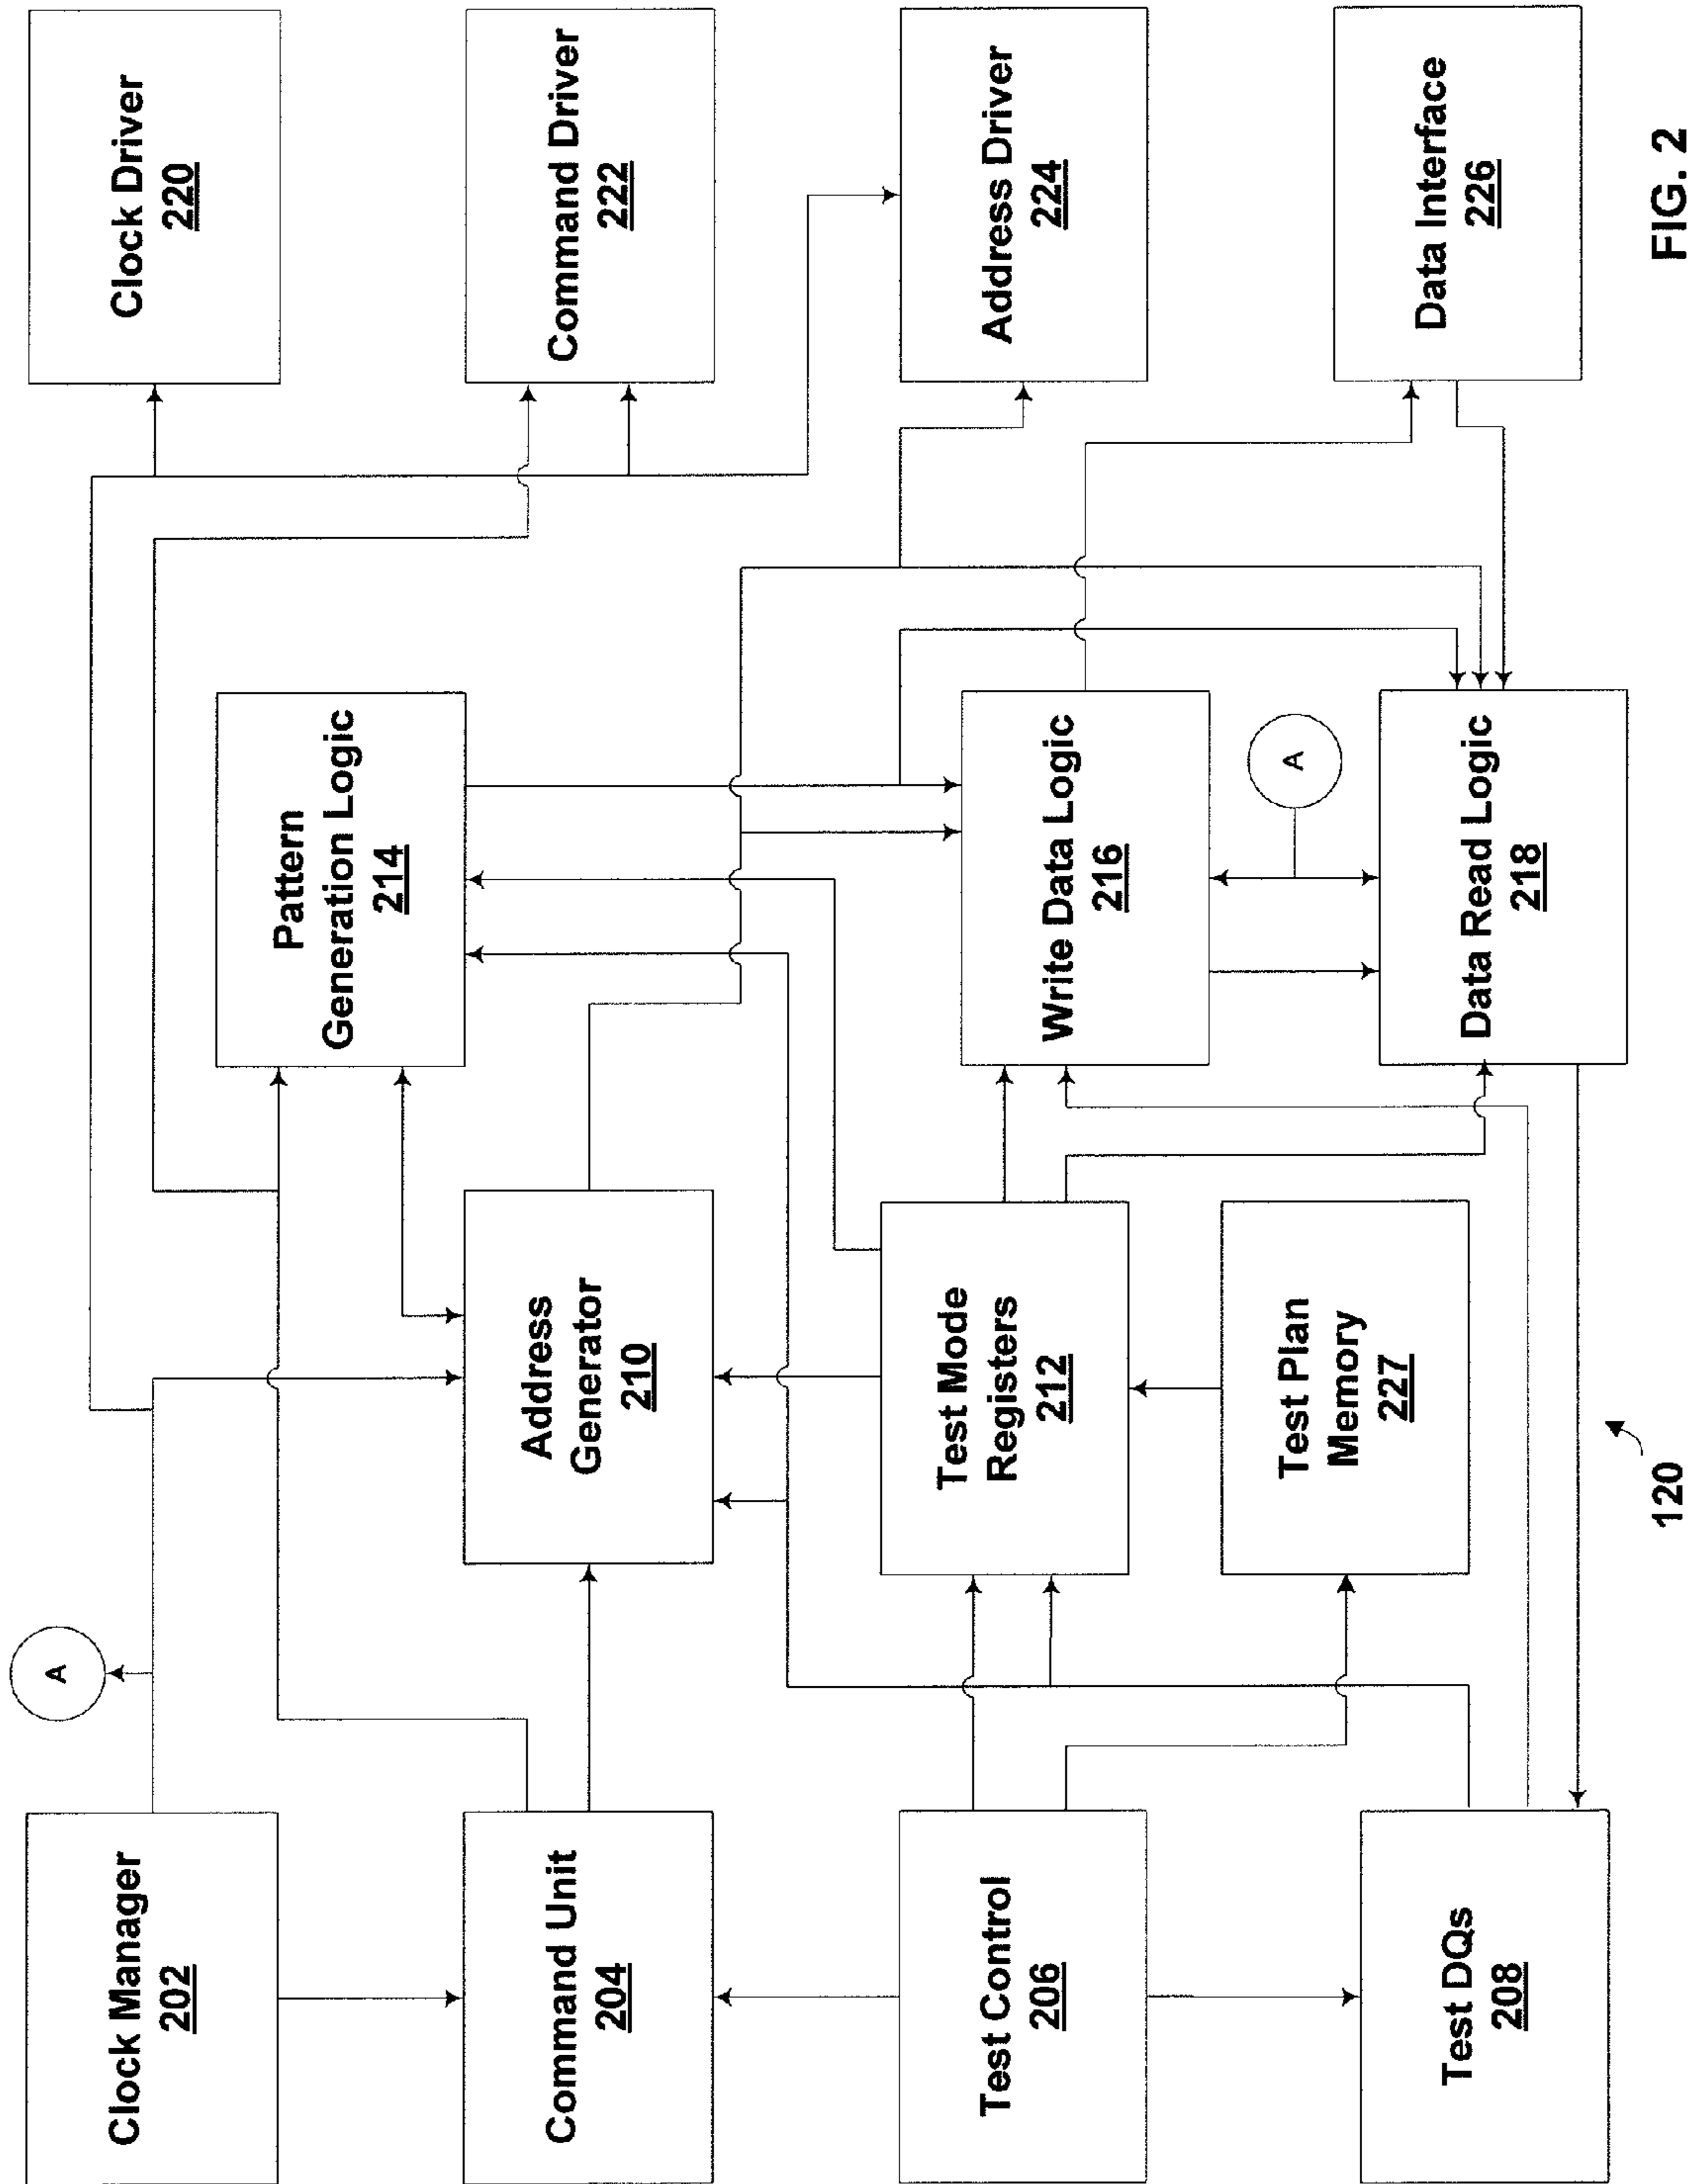 Clock Manager
202
Command Unit
204
Test Control
206
Test DQs
208
A
Address
Generator
210
Test Mode
Registers
212
Test Plan
Memory
227
Pattern
Generation Logic
214
Write Data Logic
216
A
Data Read Logic
218
Clock Driver
220
Command Driver
222
Address Driver
224
Data Interface
226
120
FIG. 2